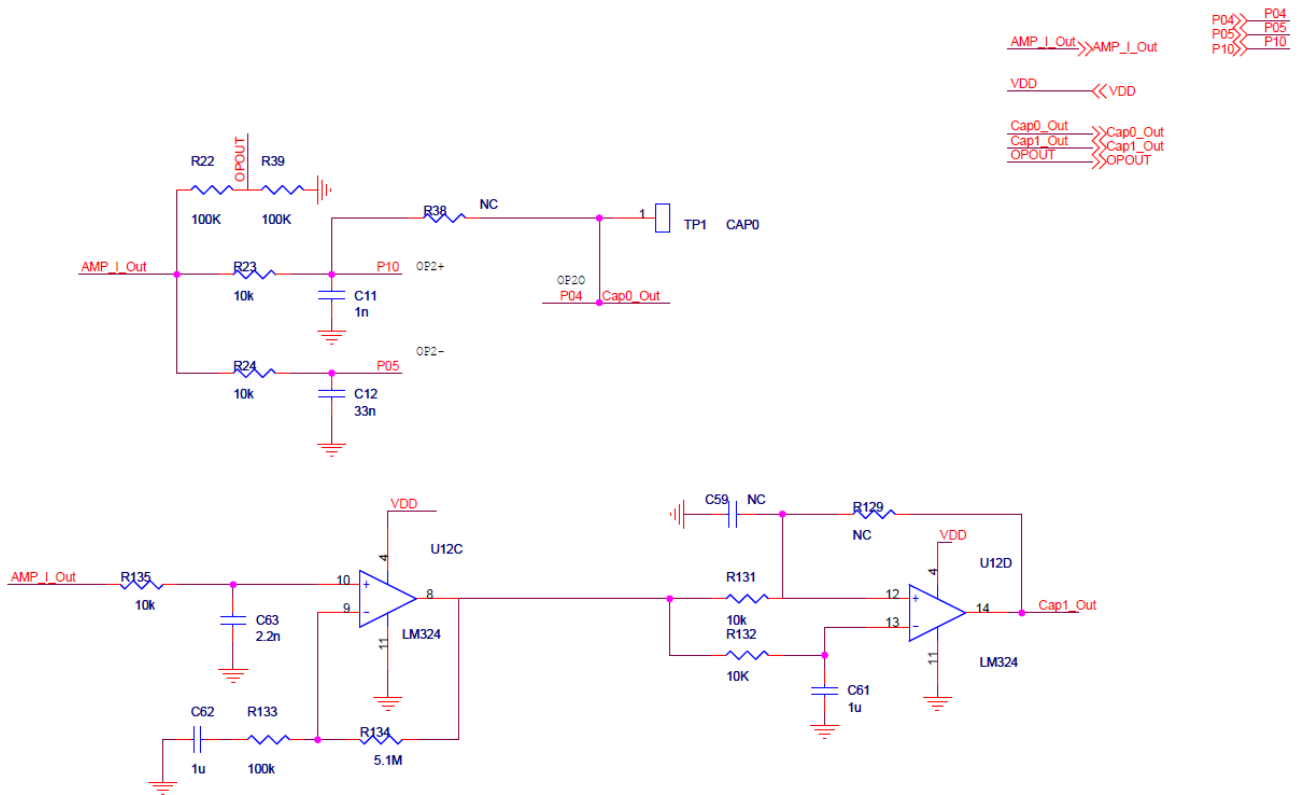 P04 P04
P05 P05
P10 P10
AMP_I_Out AMP_I_Out
VDD VDD
Cap0_Out Cap0_Out
Cap1_Out Cap1_Out
OPOUT OPOUT
OPOUT
R22 R39
100K 100K
R38 NC
1
TP1 CAP0
AMP_I_Out
R23
10k
P10 OP2+
C11
1n
OP2O
P04 Cap0_Out
OP2-
R24
10k
P05
C12
33n
VDD
4
U12C
AMP_I_Out
R135
10k
10 + 8
9 -
C63
2.2n
11
LM324
C62
1u
R133
100k
R134
5.1M
C59 NC
R129
NC
VDD
4
U12D
R131
10k
12 + 14
Cap1_Out
13 -
R132
10K
11
LM324
C61
1u